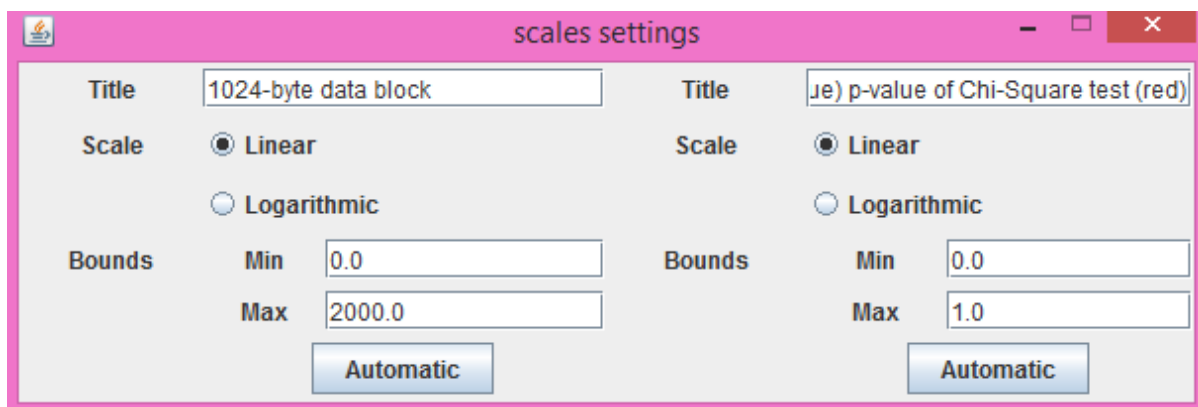 scales settings
Title 1024-byte data block Title p-value of Chi-Square test (red)
Scale Linear Scale Linear
Logarithmic Logarithmic
Bounds Min 0.0 Bounds Min 0.0
Max 2000.0 Max 1.0
Automatic Automatic